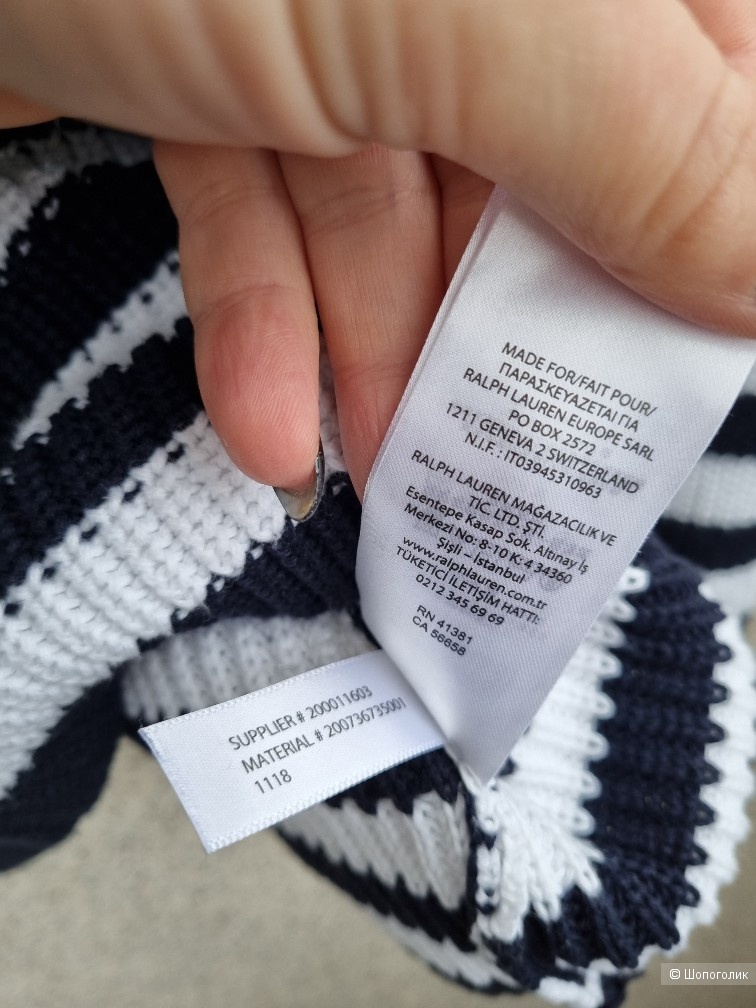 MADE FOR/FAIT POUR/
ΠΑΡΑΣΚΕΥΑΖΕΤΑΙ ΓΙΑ
RALPH LAUREN EUROPE SARL
PO BOX 2572
1211 GENEVA 2 SWITZERLAND
N.I.F. : IT03945310963
RALPH LAUREN MAĞAZACILIK VE
TİC. LTD. ŞTİ.
Esentepe Kasap Sok. Altınay İş
Merkezi No: 8-10 K: 4 34360
Şişli – İstanbul
www.ralphlauren.com.tr
TÜKETİCİ İLETİŞİM HATTI:
0212 345 69 69
RN 41381
CA 56658
SUPPLIER # 200011603
MATERIAL # 200736735001
1118
© Шопоголик